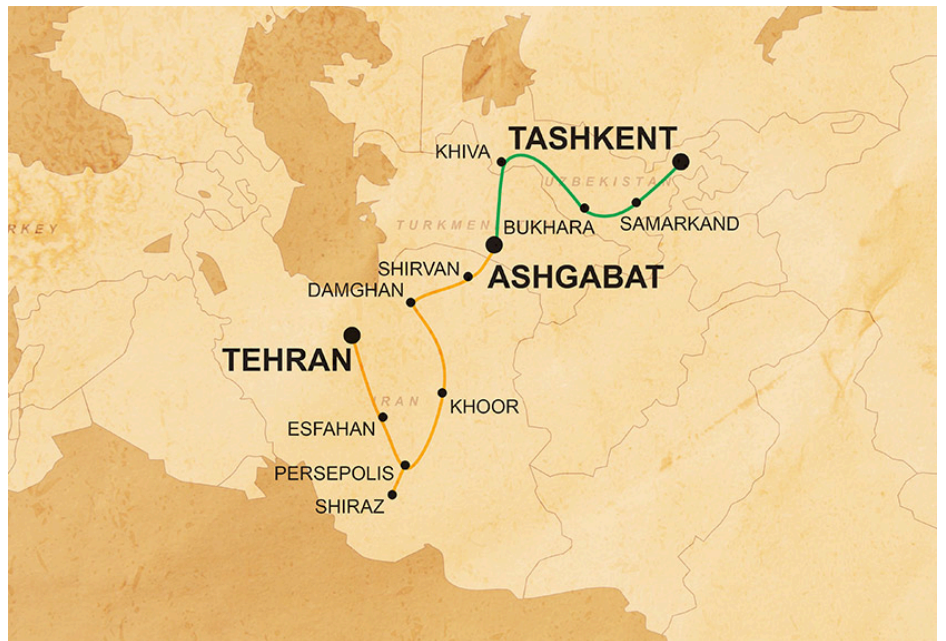 TASHKENT
KHIVA
UZBEKISTAN
TURKMEN
BUKHARA
SAMARKAND
RKEY
SHIRVAN
ASHGABAT
DAMGHAN
TEHRAN
IRAN
KHOOR
ESFAHAN
PERSEPOLIS
SHIRAZ